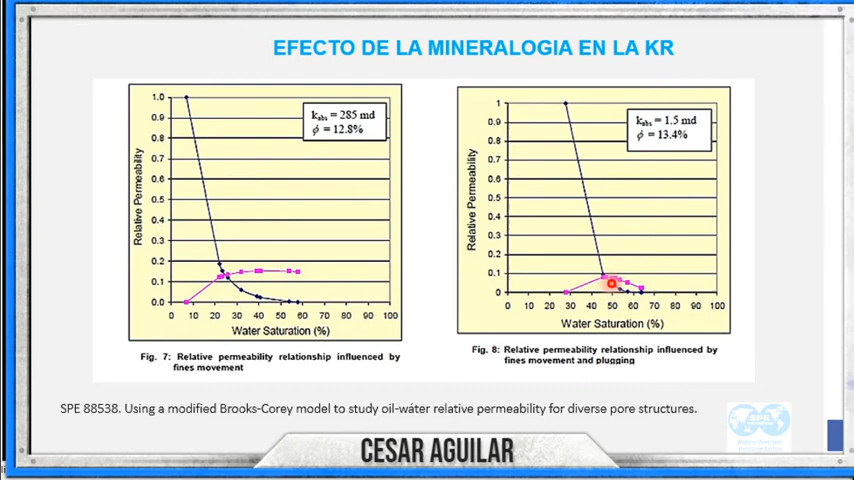 EFECTO DE LA MINERALOGIA EN LA KR
1.0
0.9
0.8
0.7
0.6
0.5
0.4
0.3
0.2
0.1
0.0
Relative Permeability
kabs = 285 md
ϕ = 12.8%
0 10 20 30 40 50 60 70 80 90 100
Water Saturation (%)
Fig. 7: Relative permeability relationship influenced by
fines movement
1
0.9
0.8
0.7
0.6
0.5
0.4
0.3
0.2
0.1
0
Relative Permeability
kabs = 1.5 md
ϕ = 13.4%
0 10 20 30 40 50 60 70 80 90 100
Water Saturation (%)
Fig. 8: Relative permeability relationship influenced by
fines movement and plugging
SPE 88538. Using a modified Brooks-Corey model to study oil-water relative permeability for diverse pore structures.
SPE
CESAR AGUILAR